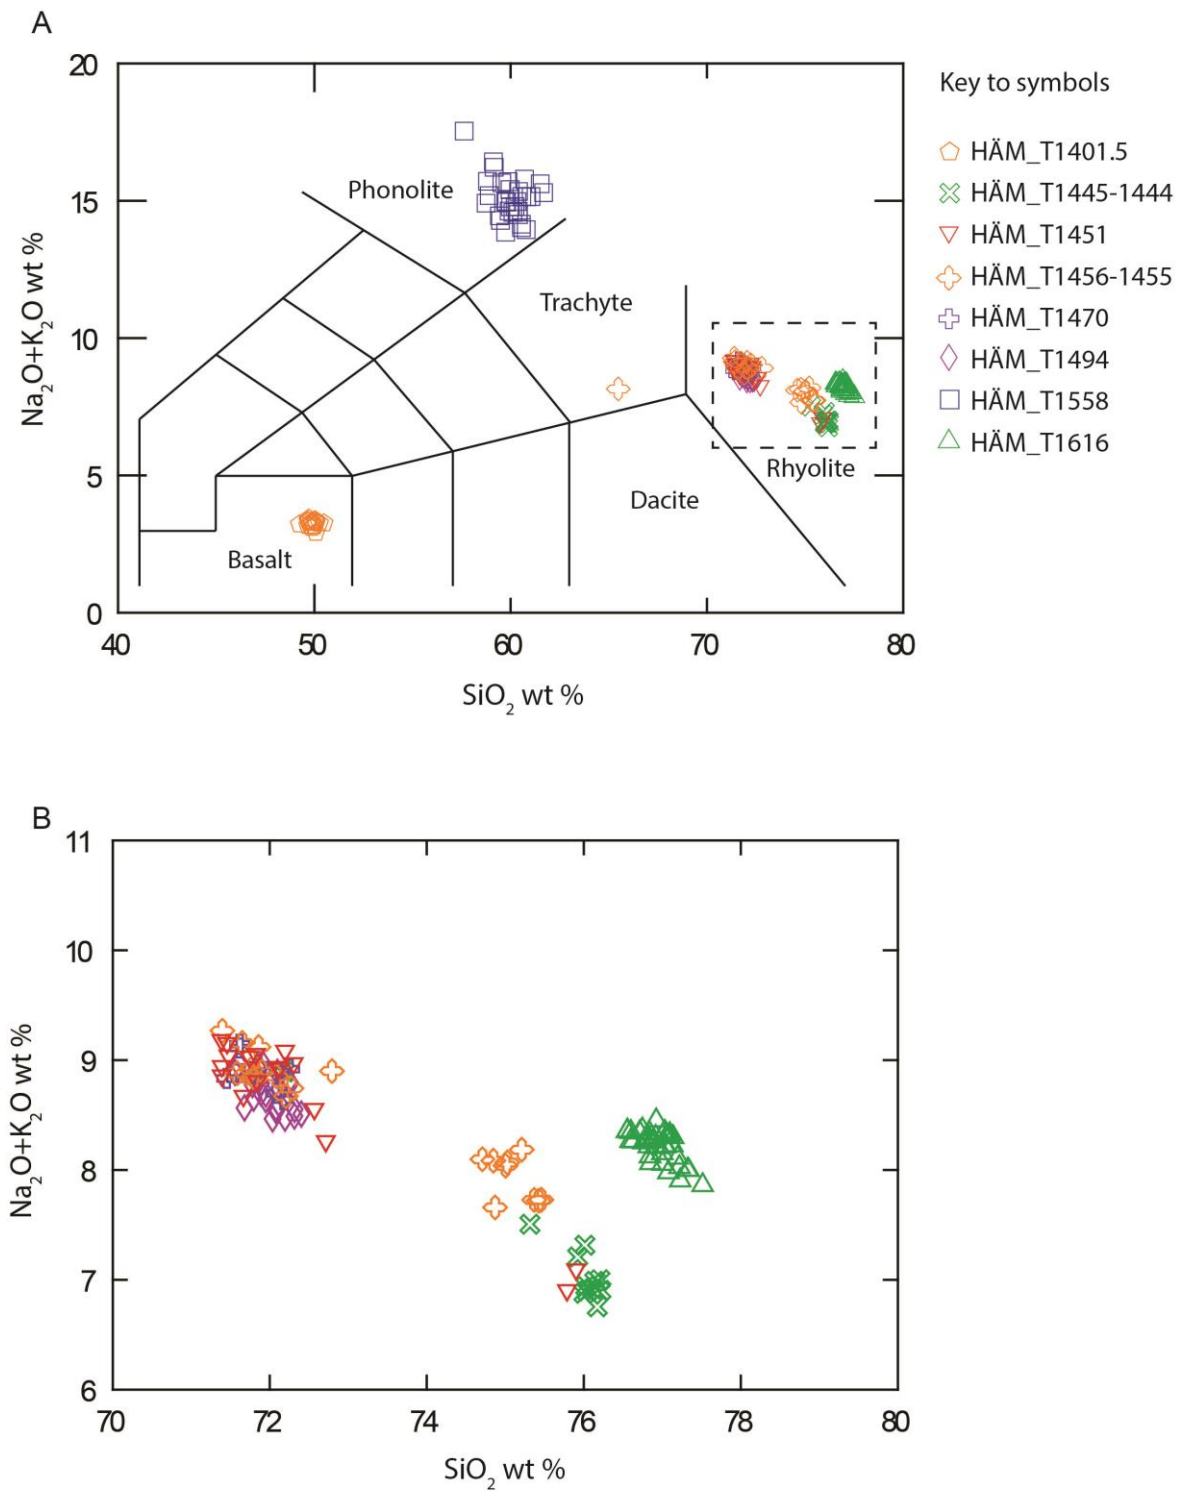 A
20
15
10
5
0
40 50 60 70 80
Na₂O+K₂O wt %
SiO₂ wt %
Phonolite
Trachyte
Rhyolite
Dacite
Basalt
Key to symbols
HÄM_T1401.5
HÄM_T1445-1444
HÄM_T1451
HÄM_T1456-1455
HÄM_T1470
HÄM_T1494
HÄM_T1558
HÄM_T1616
B
11
10
9
8
7
6
70 72 74 76 78 80
Na₂O+K₂O wt %
SiO₂ wt %